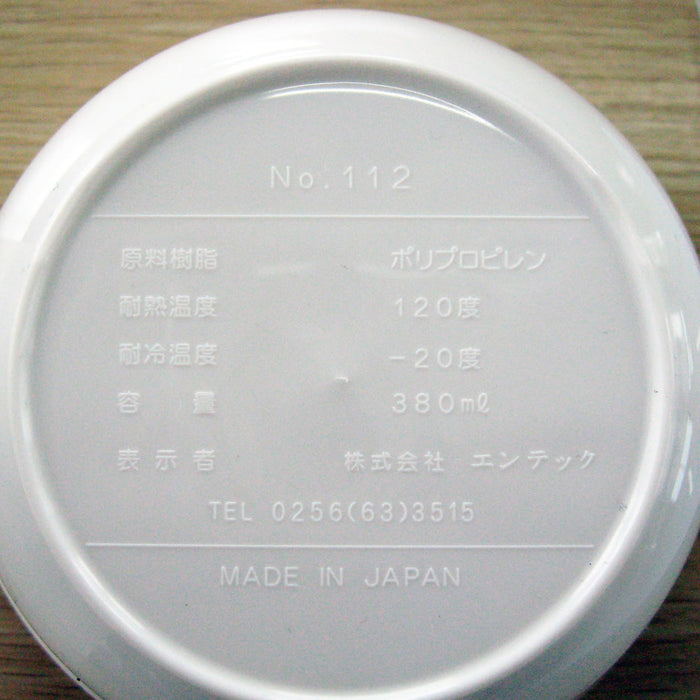 No.112
原料樹脂 ポリプロピレン
耐熱温度 120度
耐冷温度 -20度
容量 380ml
表示者 株式会社 エンテック
TEL 0256(63)3515
MADE IN JAPAN